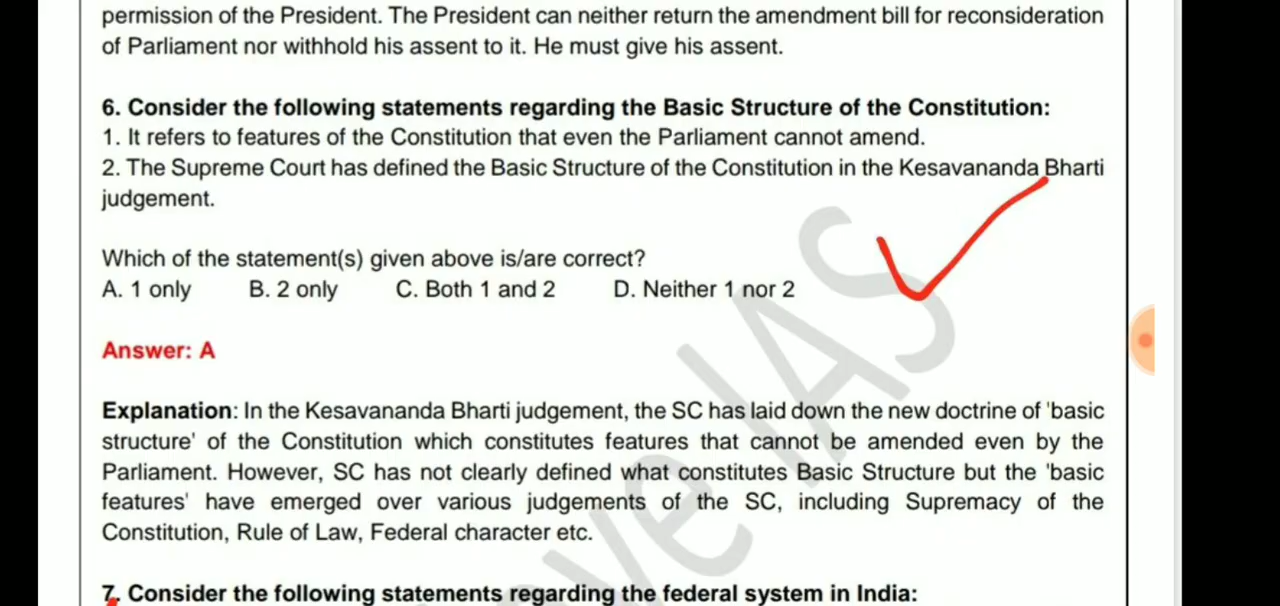 permission of the President. The President can neither return the amendment bill for reconsideration
of Parliament nor withhold his assent to it. He must give his assent.
6. Consider the following statements regarding the Basic Structure of the Constitution:
1. It refers to features of the Constitution that even the Parliament cannot amend.
2. The Supreme Court has defined the Basic Structure of the Constitution in the Kesavananda Bharti
judgement.
Which of the statement(s) given above is/are correct?
A. 1 only B. 2 only C. Both 1 and 2 D. Neither 1 nor 2
Answer: A
Explanation: In the Kesavananda Bharti judgement, the SC has laid down the new doctrine of 'basic
structure' of the Constitution which constitutes features that cannot be amended even by the
Parliament. However, SC has not clearly defined what constitutes Basic Structure but the 'basic
features' have emerged over various judgements of the SC, including Supremacy of the
Constitution, Rule of Law, Federal character etc.
7. Consider the following statements regarding the federal system in India:
IAS